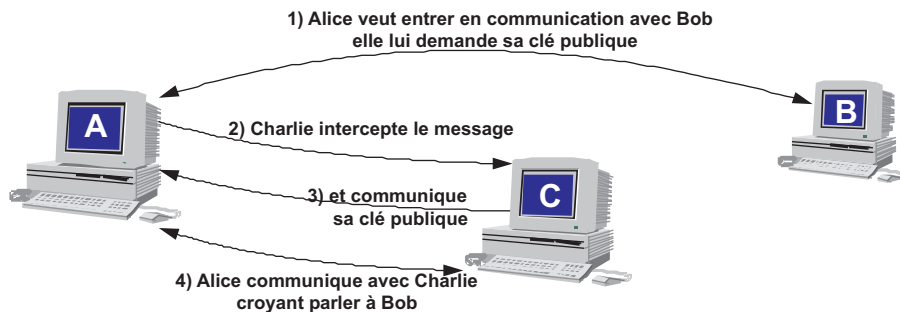 1) Alice veut entrer en communication avec Bob
elle lui demande sa clé publique
A
B
2) Charlie intercepte le message
C
3) et communique
sa clé publique
4) Alice communique avec Charlie
croyant parler à Bob